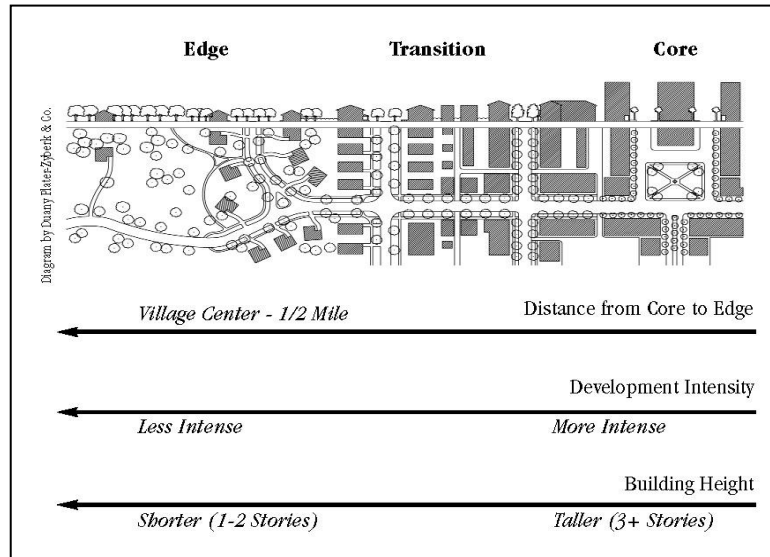 Edge Transition Core
Diagram by Duany Plater-Zyberk & Co.
Village Center - 1/2 Mile
Distance from Core to Edge
Development Intensity
Less Intense More Intense
Building Height
Shorter (1-2 Stories) Taller (3+ Stories)